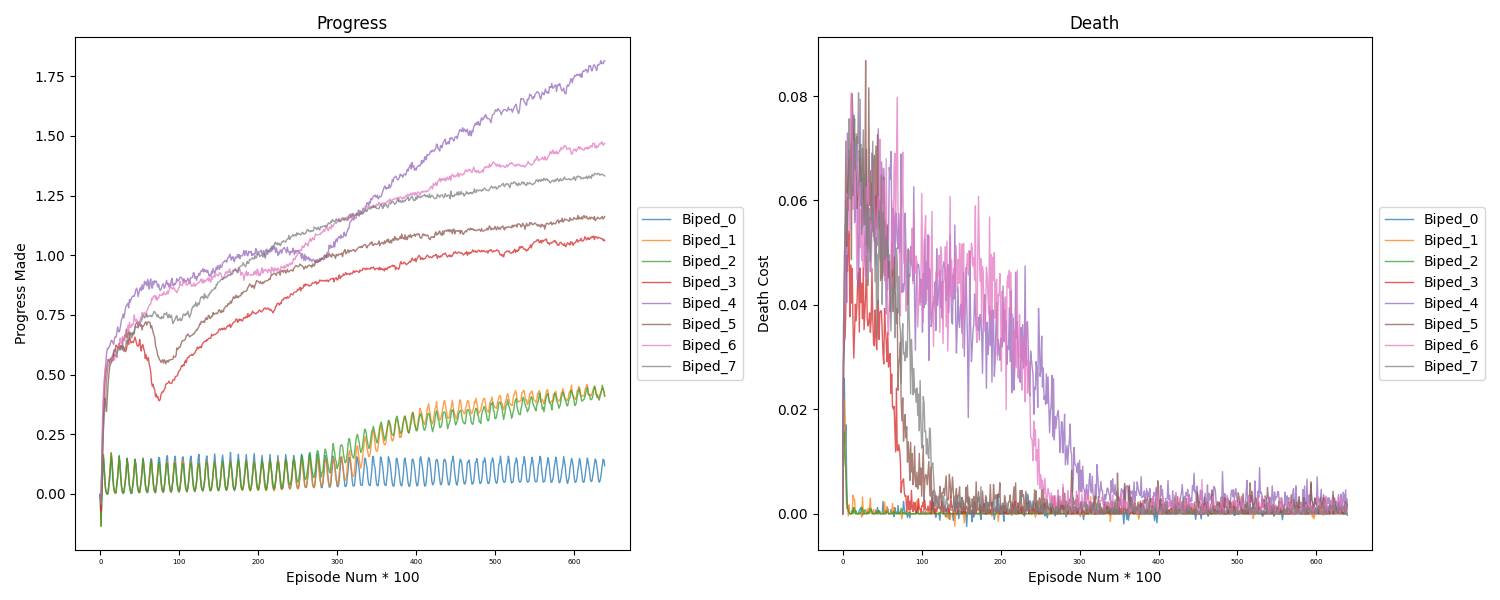 Progress
Progress Made
1.75
1.50
1.25
1.00
0.75
0.50
0.25
0.00
0
100
200
300
400
500
600
Episode Num * 100
Biped_0
Biped_1
Biped_2
Biped_3
Biped_4
Biped_5
Biped_6
Biped_7
Death
Death Cost
0.08
0.06
0.04
0.02
0.00
0
100
200
300
400
500
600
Episode Num * 100
Biped_0
Biped_1
Biped_2
Biped_3
Biped_4
Biped_5
Biped_6
Biped_7